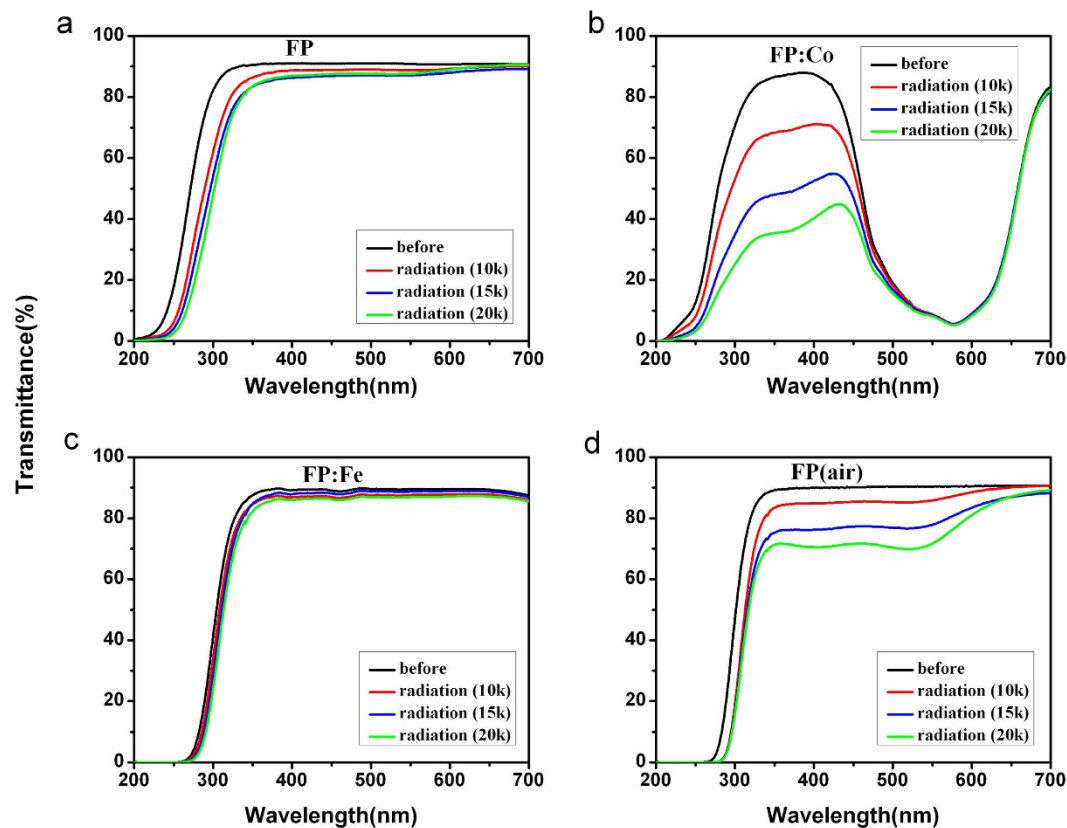 a
FP
100
80
60
40
20
0
200 300 400 500 600 700
Wavelength(nm)
before
radiation (10k)
radiation (15k)
radiation (20k)
b
FP:Co
100
80
60
40
20
0
200 300 400 500 600 700
Wavelength(nm)
before
radiation (10k)
radiation (15k)
radiation (20k)
Transmittance(%)
c
FP:Fe
100
80
60
40
20
0
200 300 400 500 600 700
Wavelength(nm)
before
radiation (10k)
radiation (15k)
radiation (20k)
d
FP(air)
100
80
60
40
20
0
200 300 400 500 600 700
Wavelength(nm)
before
radiation (10k)
radiation (15k)
radiation (20k)